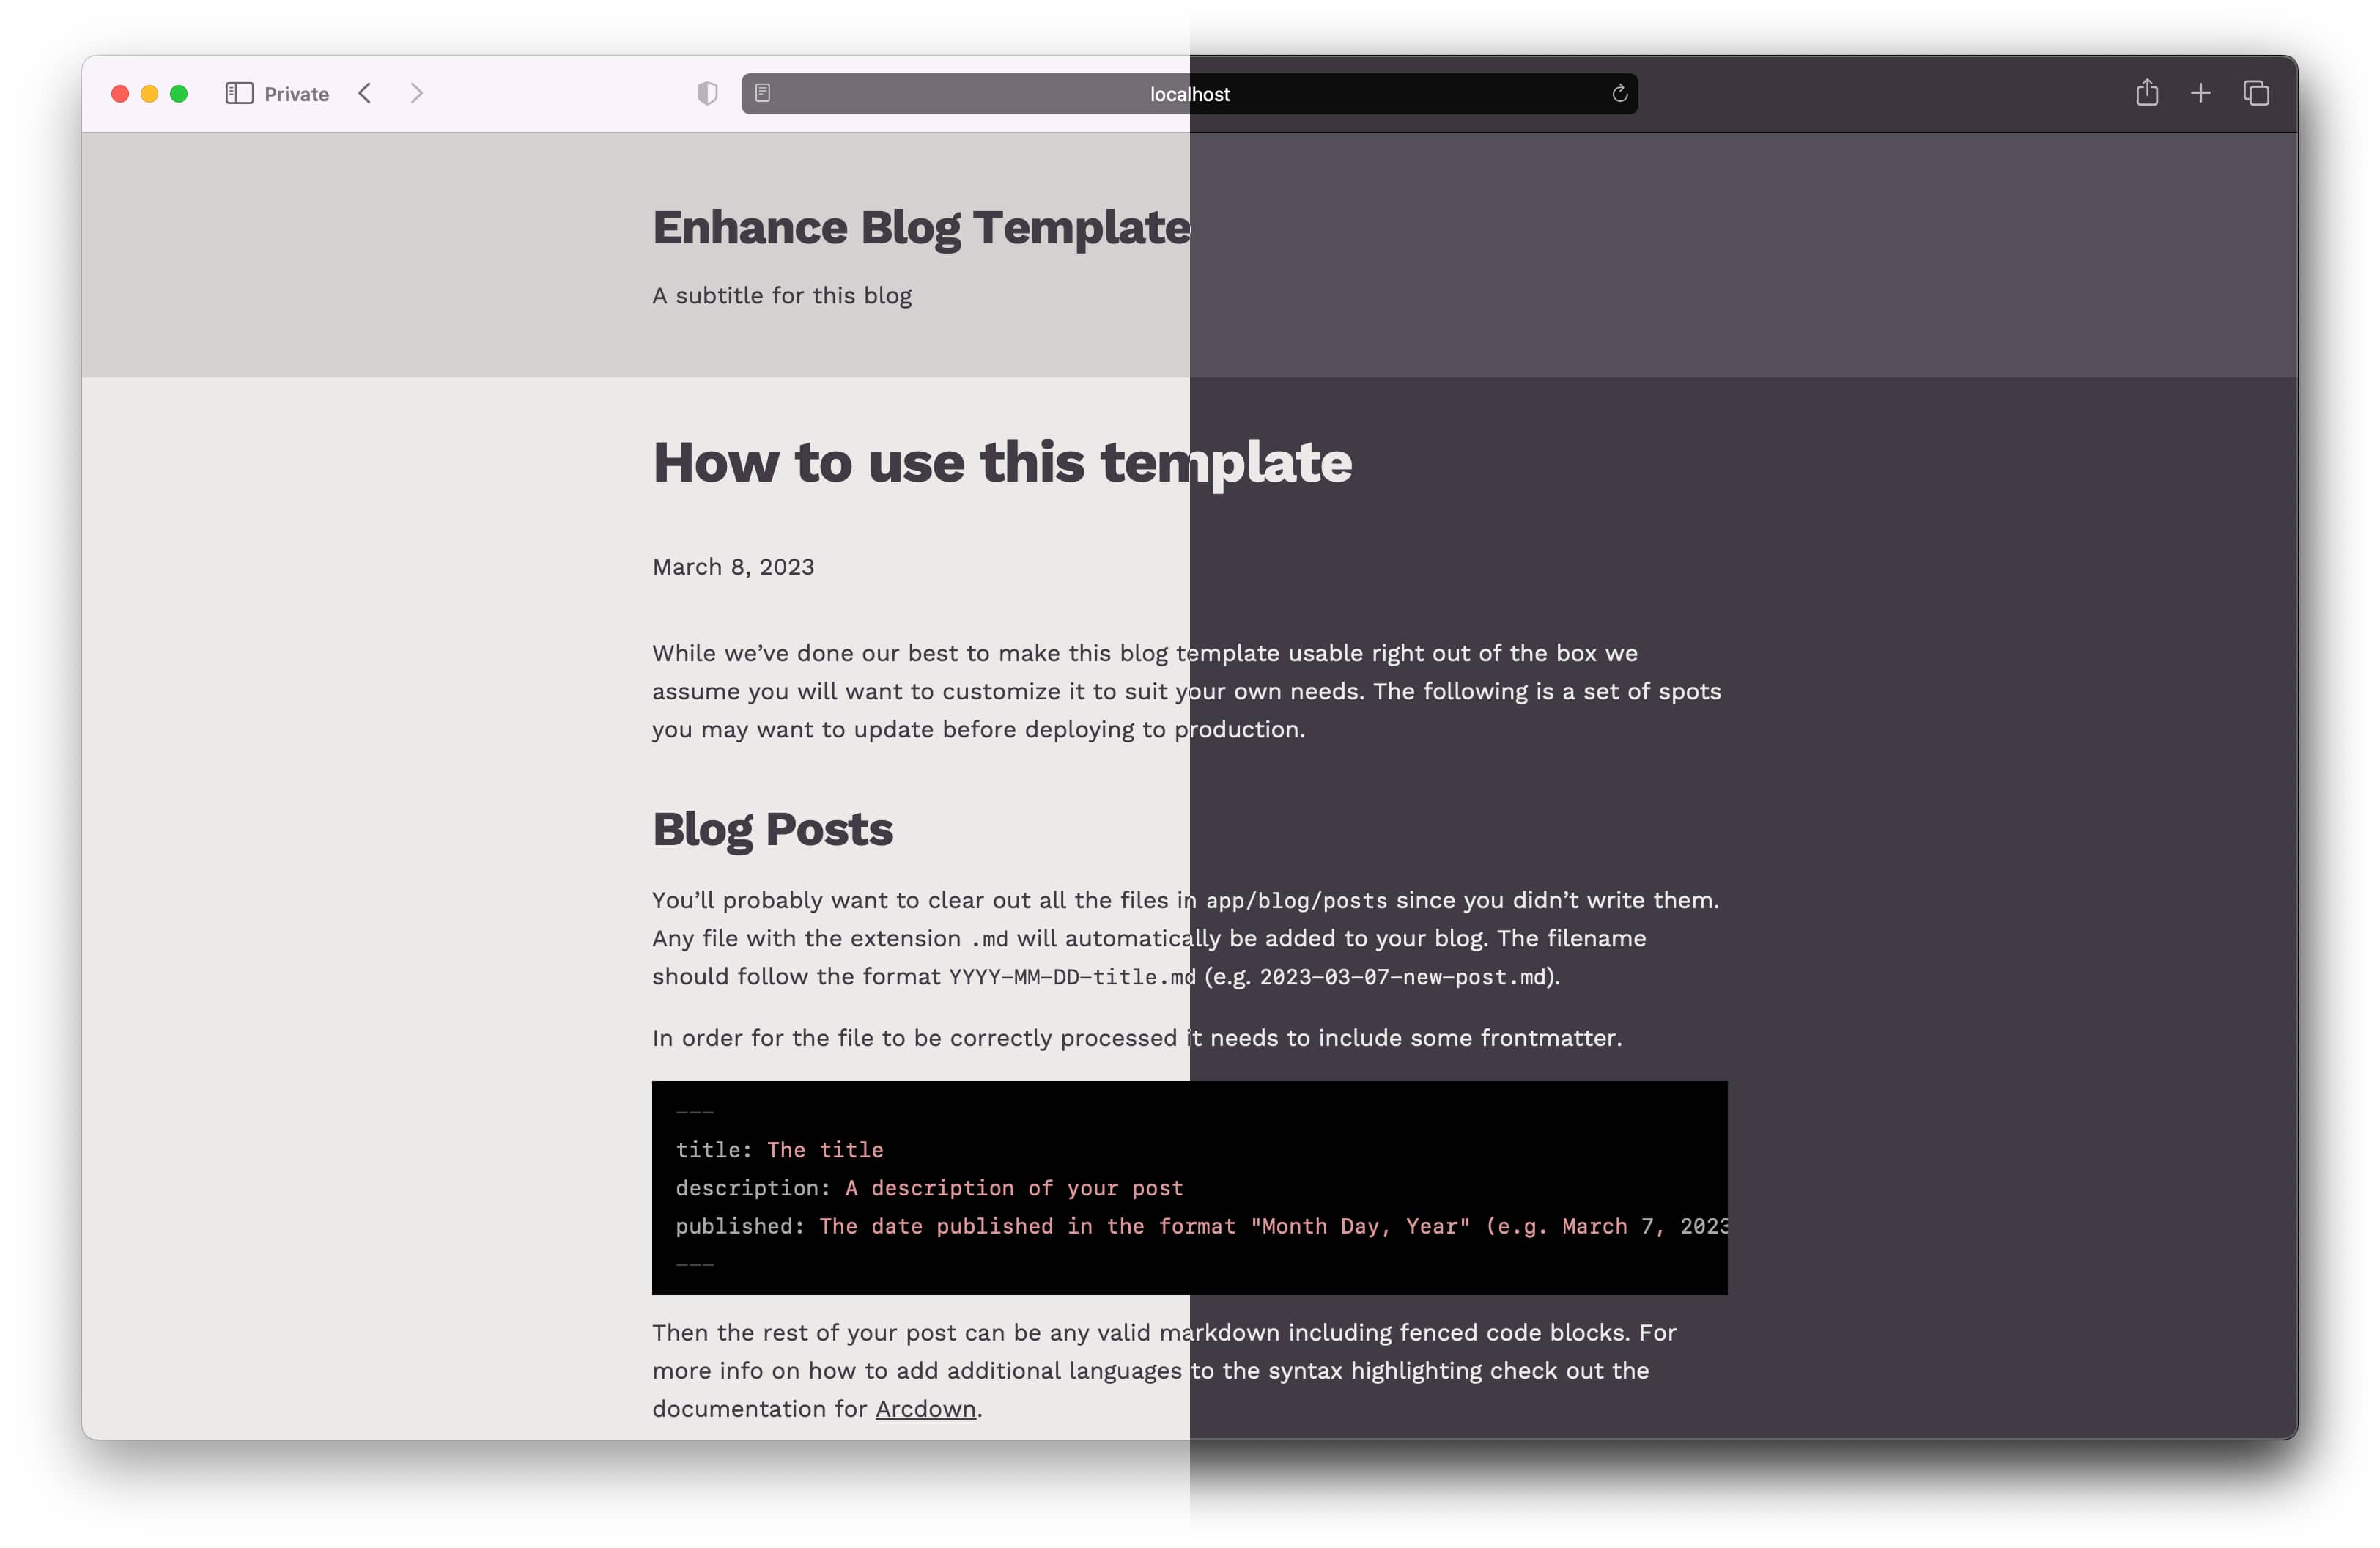 Private
localhost
Enhance Blog Template
A subtitle for this blog
How to use this template
March 8, 2023
While we’ve done our best to make this blog template usable right out of the box we
assume you will want to customize it to suit your own needs. The following is a set of spots
you may want to update before deploying to production.
Blog Posts
You’ll probably want to clear out all the files in app/blog/posts since you didn’t write them.
Any file with the extension .md will automatically be added to your blog. The filename
should follow the format YYYY-MM-DD-title.md (e.g. 2023-03-07-new-post.md).
In order for the file to be correctly processed it needs to include some frontmatter.
---
title: The title
description: A description of your post
published: The date published in the format "Month Day, Year" (e.g. March 7, 2023
---
Then the rest of your post can be any valid markdown including fenced code blocks. For
more info on how to add additional languages to the syntax highlighting check out the
documentation for Arcdown.